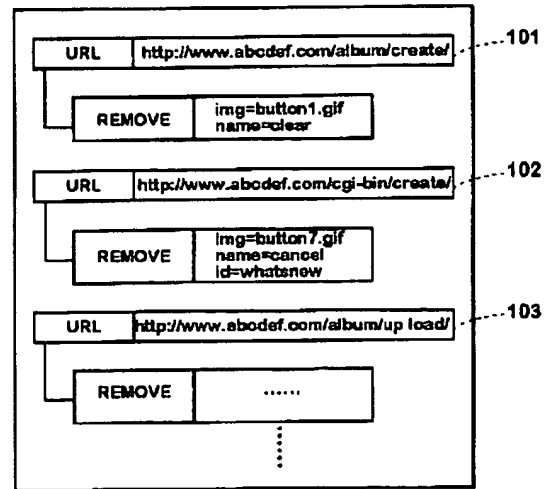 URL http://www.abcdef.com/album/create/ 101
REMOVE img=button1.gif
name=clear
URL http://www.abcdef.com/cgi-bin/create/ 102
REMOVE img=button7.gif
name=cancel
id=whatsnew
URL http://www.abcdef.com/album/up load/ 103
REMOVE ......